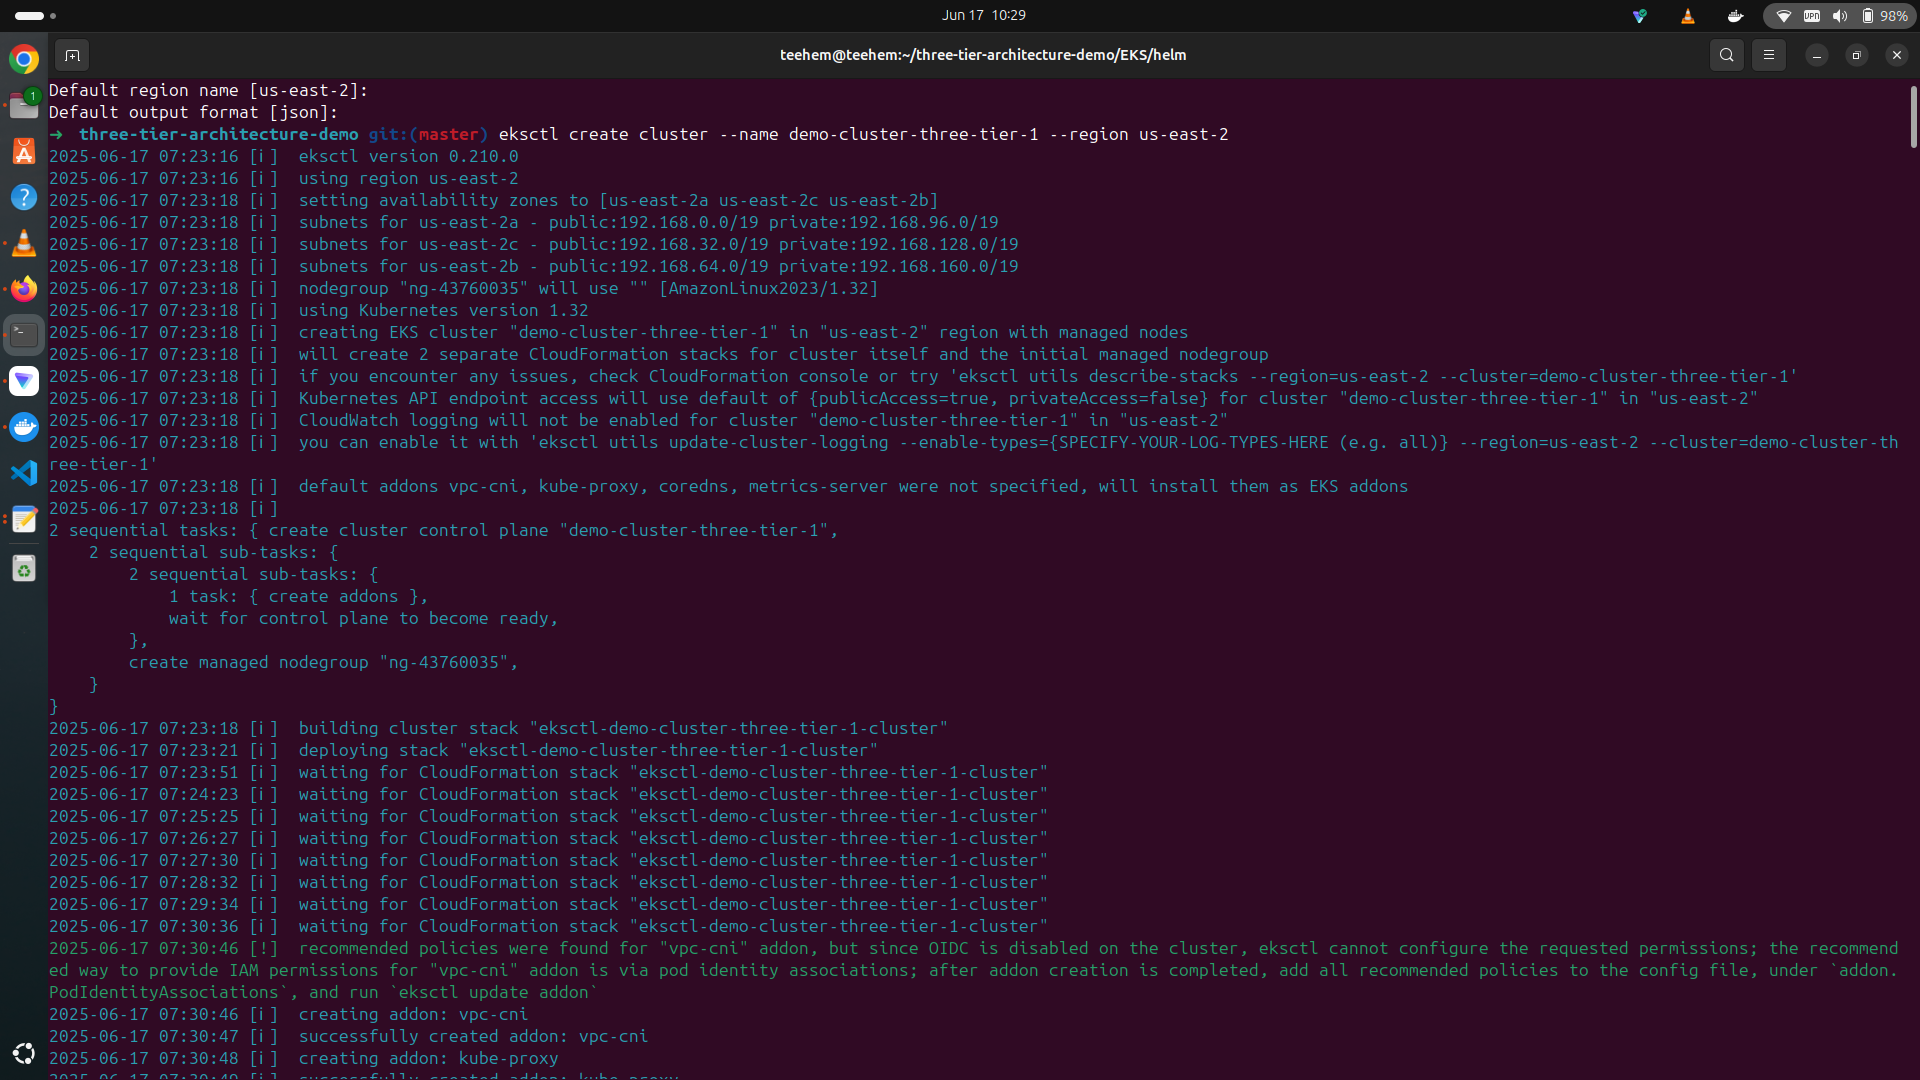 Jun 17  10:29
VPN
98%
teehem@teehem:~/three-tier-architecture-demo/EKS/helm
1
Default region name [us-east-2]:
Default output format [json]:
➜  three-tier-architecture-demo git:(master) eksctl create cluster --name demo-cluster-three-tier-1 --region us-east-2
2025-06-17 07:23:16 [ℹ]  eksctl version 0.210.0
2025-06-17 07:23:16 [ℹ]  using region us-east-2
2025-06-17 07:23:18 [ℹ]  setting availability zones to [us-east-2a us-east-2c us-east-2b]
2025-06-17 07:23:18 [ℹ]  subnets for us-east-2a - public:192.168.0.0/19 private:192.168.96.0/19
2025-06-17 07:23:18 [ℹ]  subnets for us-east-2c - public:192.168.32.0/19 private:192.168.128.0/19
2025-06-17 07:23:18 [ℹ]  subnets for us-east-2b - public:192.168.64.0/19 private:192.168.160.0/19
2025-06-17 07:23:18 [ℹ]  nodegroup "ng-43760035" will use "" [AmazonLinux2023/1.32]
2025-06-17 07:23:18 [ℹ]  using Kubernetes version 1.32
2025-06-17 07:23:18 [ℹ]  creating EKS cluster "demo-cluster-three-tier-1" in "us-east-2" region with managed nodes
2025-06-17 07:23:18 [ℹ]  will create 2 separate CloudFormation stacks for cluster itself and the initial managed nodegroup
2025-06-17 07:23:18 [ℹ]  if you encounter any issues, check CloudFormation console or try 'eksctl utils describe-stacks --region=us-east-2 --cluster=demo-cluster-three-tier-1'
2025-06-17 07:23:18 [ℹ]  Kubernetes API endpoint access will use default of {publicAccess=true, privateAccess=false} for cluster "demo-cluster-three-tier-1" in "us-east-2"
2025-06-17 07:23:18 [ℹ]  CloudWatch logging will not be enabled for cluster "demo-cluster-three-tier-1" in "us-east-2"
2025-06-17 07:23:18 [ℹ]  you can enable it with 'eksctl utils update-cluster-logging --enable-types={SPECIFY-YOUR-LOG-TYPES-HERE (e.g. all)} --region=us-east-2 --cluster=demo-cluster-th
ree-tier-1'
2025-06-17 07:23:18 [ℹ]  default addons vpc-cni, kube-proxy, coredns, metrics-server were not specified, will install them as EKS addons
2025-06-17 07:23:18 [ℹ]
2 sequential tasks: { create cluster control plane "demo-cluster-three-tier-1",
    2 sequential sub-tasks: {
        2 sequential sub-tasks: {
            1 task: { create addons },
            wait for control plane to become ready,
        },
        create managed nodegroup "ng-43760035",
    }
}
2025-06-17 07:23:18 [ℹ]  building cluster stack "eksctl-demo-cluster-three-tier-1-cluster"
2025-06-17 07:23:21 [ℹ]  deploying stack "eksctl-demo-cluster-three-tier-1-cluster"
2025-06-17 07:23:51 [ℹ]  waiting for CloudFormation stack "eksctl-demo-cluster-three-tier-1-cluster"
2025-06-17 07:24:23 [ℹ]  waiting for CloudFormation stack "eksctl-demo-cluster-three-tier-1-cluster"
2025-06-17 07:25:25 [ℹ]  waiting for CloudFormation stack "eksctl-demo-cluster-three-tier-1-cluster"
2025-06-17 07:26:27 [ℹ]  waiting for CloudFormation stack "eksctl-demo-cluster-three-tier-1-cluster"
2025-06-17 07:27:30 [ℹ]  waiting for CloudFormation stack "eksctl-demo-cluster-three-tier-1-cluster"
2025-06-17 07:28:32 [ℹ]  waiting for CloudFormation stack "eksctl-demo-cluster-three-tier-1-cluster"
2025-06-17 07:29:34 [ℹ]  waiting for CloudFormation stack "eksctl-demo-cluster-three-tier-1-cluster"
2025-06-17 07:30:36 [ℹ]  waiting for CloudFormation stack "eksctl-demo-cluster-three-tier-1-cluster"
2025-06-17 07:30:46 [!]  recommended policies were found for "vpc-cni" addon, but since OIDC is disabled on the cluster, eksctl cannot configure the requested permissions; the recommend
ed way to provide IAM permissions for "vpc-cni" addon is via pod identity associations; after addon creation is completed, add all recommended policies to the config file, under `addon.
PodIdentityAssociations`, and run `eksctl update addon`
2025-06-17 07:30:46 [ℹ]  creating addon: vpc-cni
2025-06-17 07:30:47 [ℹ]  successfully created addon: vpc-cni
2025-06-17 07:30:48 [ℹ]  creating addon: kube-proxy
2025-06-17 07:30:49 [ℹ]  successfully created addon: kube-proxy